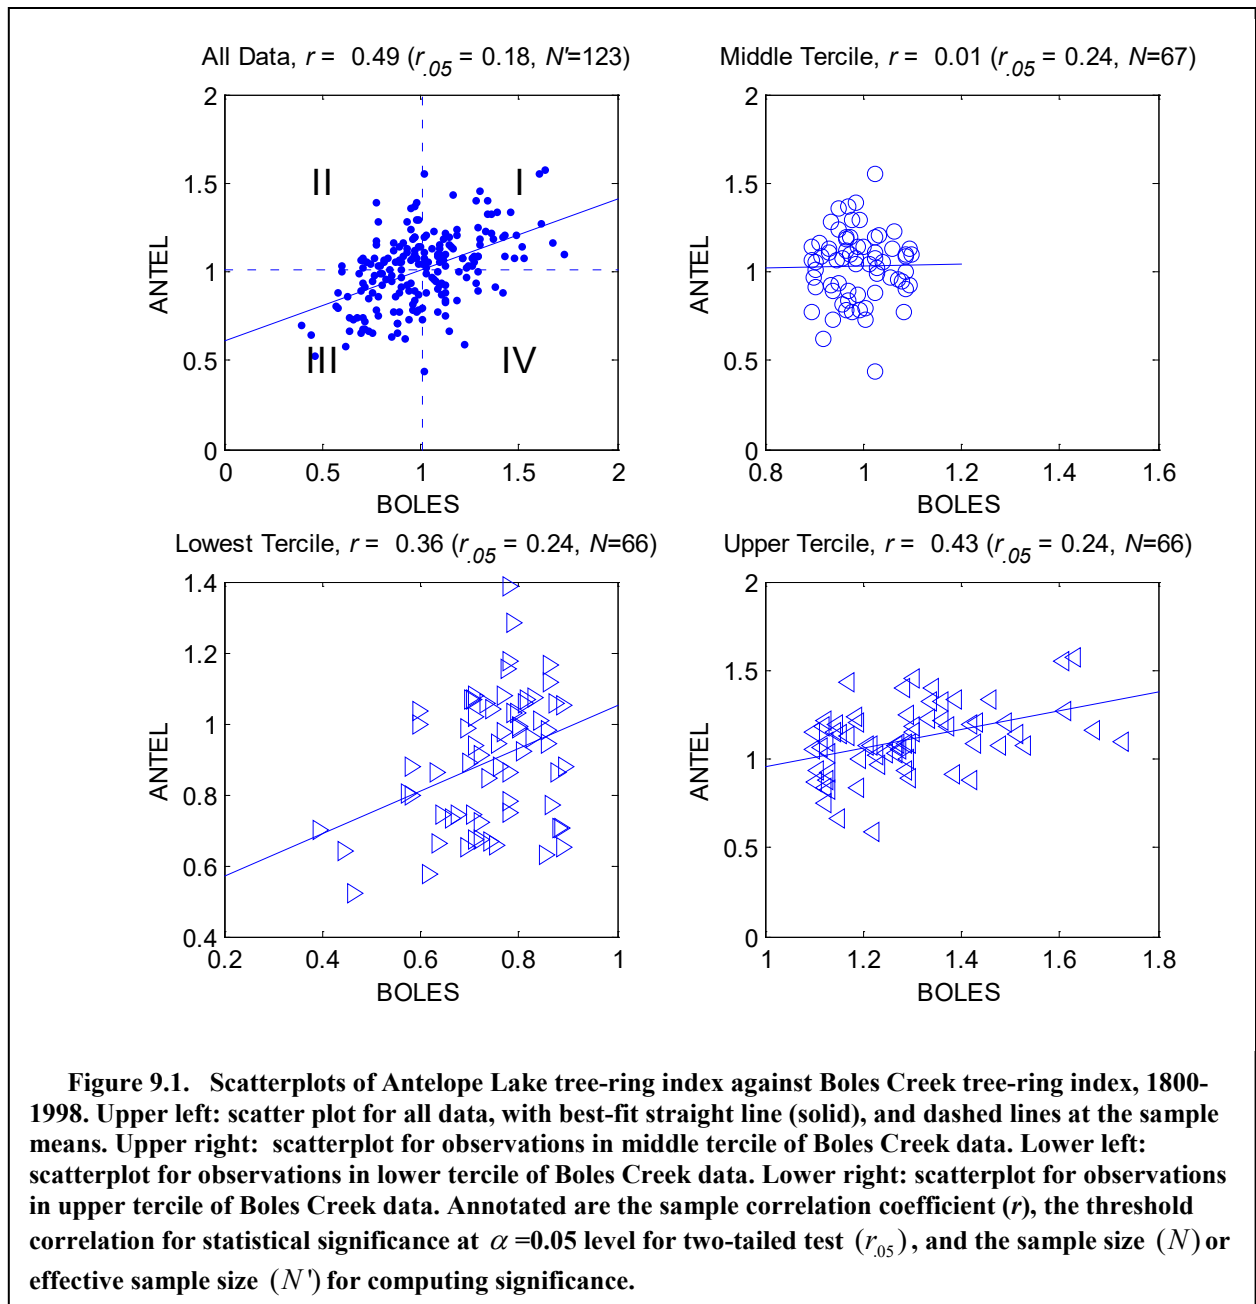 All Data, r = 0.49 (r.05 = 0.18, N'=123)
2
1.5
1
0.5
0
ANTEL
II
I
III
IV
0 0.5 1 1.5 2
BOLES
Middle Tercile, r = 0.01 (r.05 = 0.24, N=67)
2
1.5
1
0.5
0
ANTEL
0.8 1 1.2 1.4 1.6
BOLES
Lowest Tercile, r = 0.36 (r.05 = 0.24, N=66)
1.4
1.2
1
0.8
0.6
0.4
ANTEL
0.2 0.4 0.6 0.8 1
BOLES
Upper Tercile, r = 0.43 (r.05 = 0.24, N=66)
2
1.5
1
0.5
0
ANTEL
1 1.2 1.4 1.6 1.8
BOLES
Figure 9.1. Scatterplots of Antelope Lake tree-ring index against Boles Creek tree-ring index, 1800-
1998. Upper left: scatter plot for all data, with best-fit straight line (solid), and dashed lines at the sample
means. Upper right: scatterplot for observations in middle tercile of Boles Creek data. Lower left:
scatterplot for observations in lower tercile of Boles Creek data. Lower right: scatterplot for observations
in upper tercile of Boles Creek data. Annotated are the sample correlation coefficient (r), the threshold
correlation for statistical significance at α =0.05 level for two-tailed test (r.05), and the sample size (N) or
effective sample size (N') for computing significance.